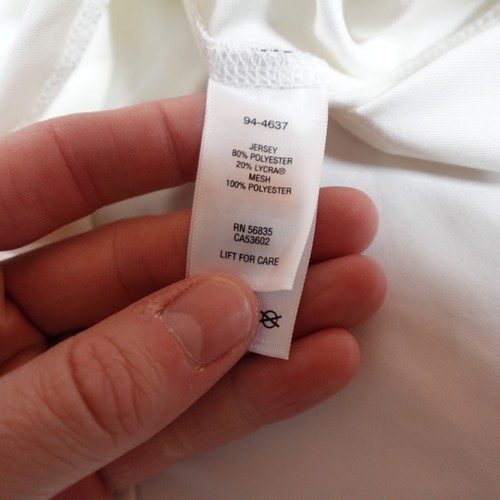 94-4637
JERSEY
80% POLYESTER
20% LYCRA®
MESH
100% POLYESTER
RN 56835
CA53602
LIFT FOR CARE